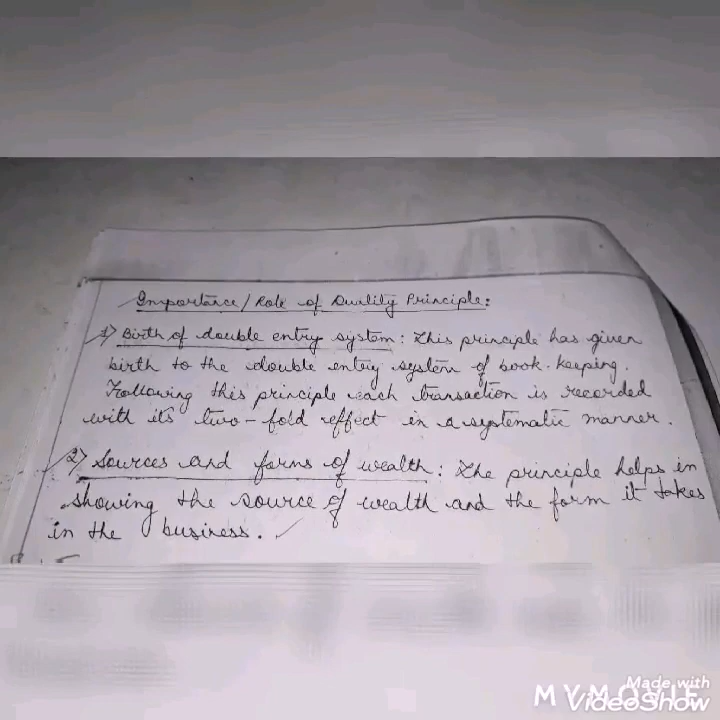 Importance/Role of Duality Principle:
1) Birth of double entry system: This principle has given
birth to the double entry system of book-keeping.
Following this principle each transaction is recorded
with its two-fold effect in a systematic manner.
2) Sources and forms of wealth: The principle helps in
showing the source of wealth and the form it takes
in the business.
Made with
MY MOVIE
VideoShow